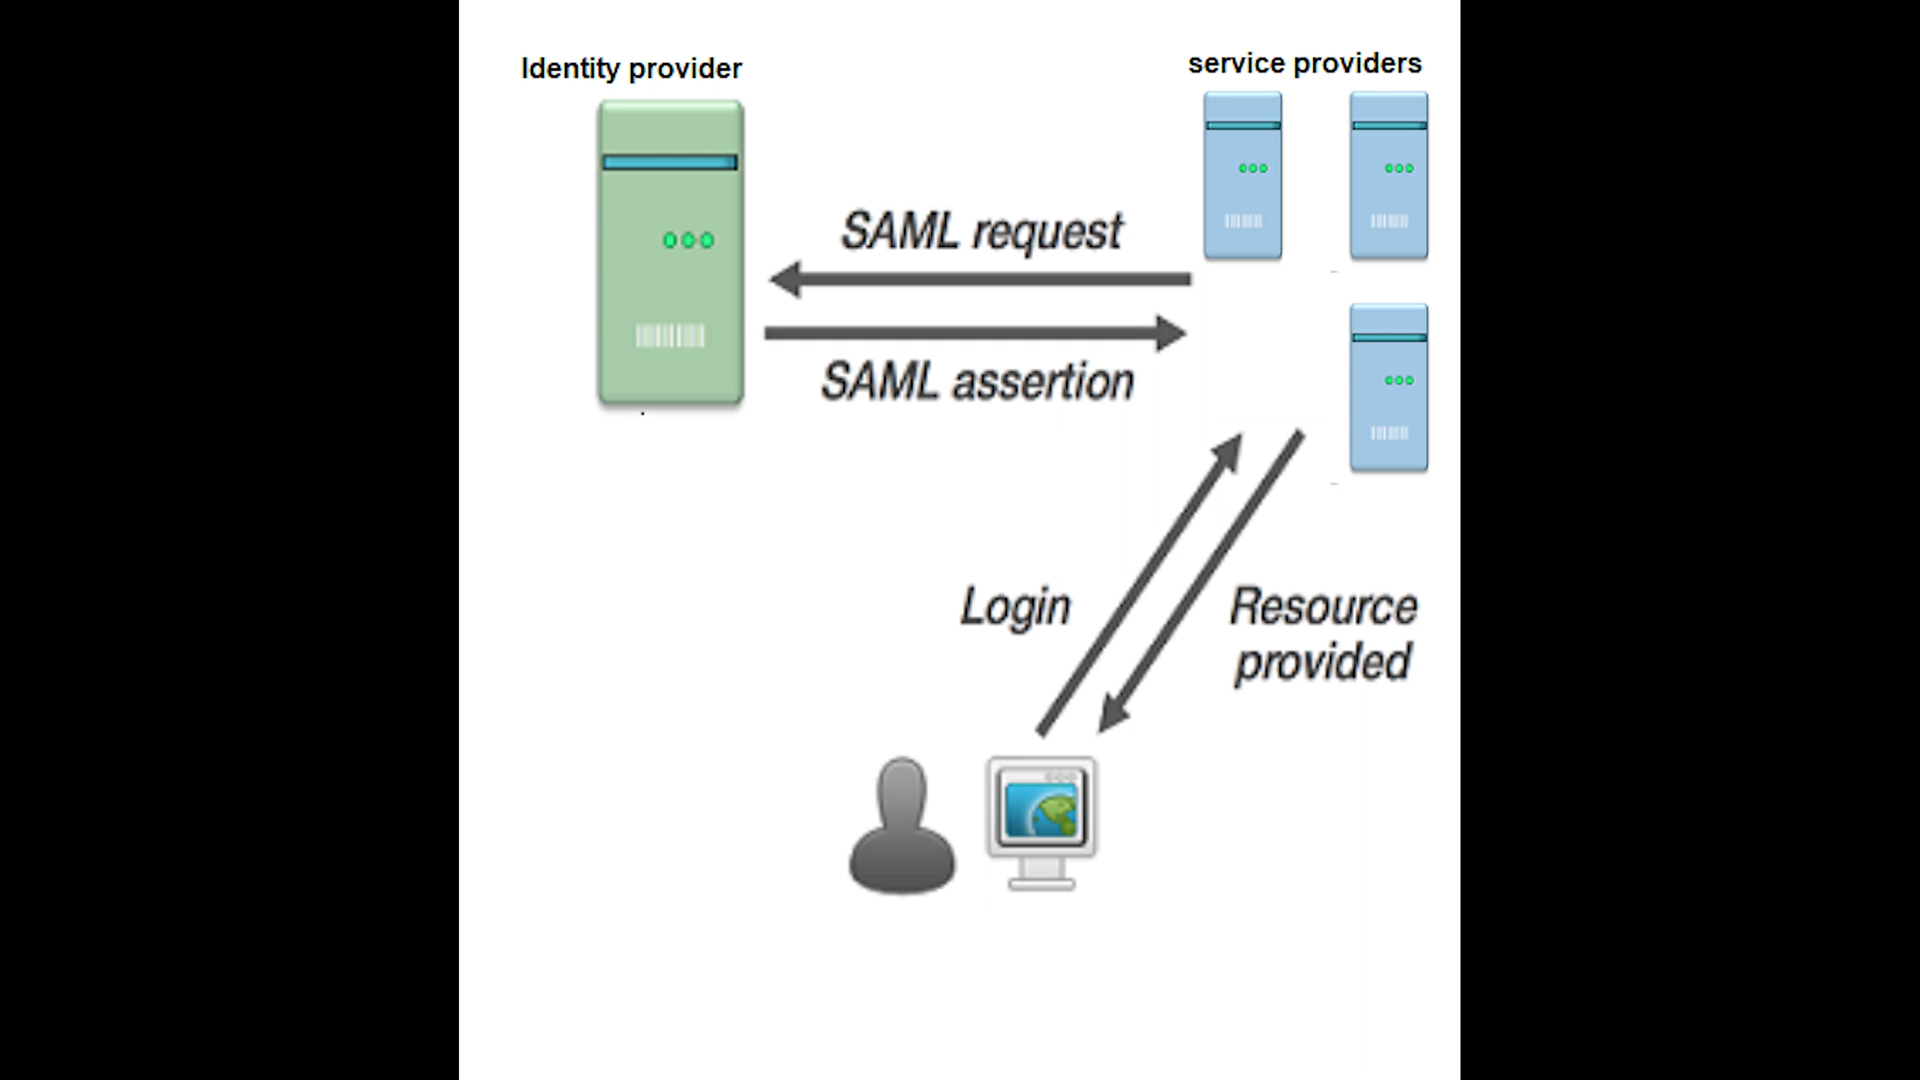 Identity provider
service providers
SAML request
SAML assertion
Login
Resource
provided